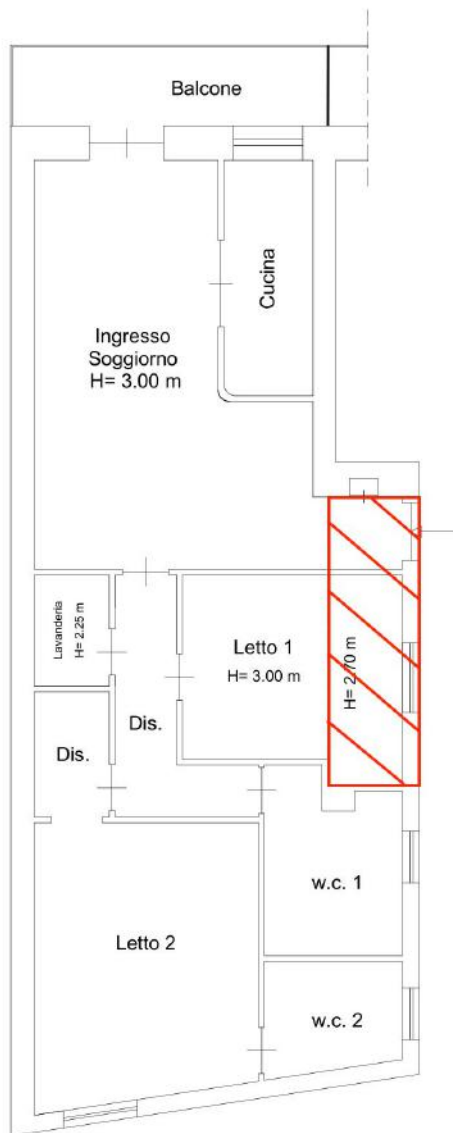 Balcone
Cucina
Ingresso
Soggiorno
H= 3.00 m
Lavanderia
H= 2.25 m
Letto 1
H= 3.00 m
H= 2.70 m
Dis.
Dis.
w.c. 1
Letto 2
w.c. 2